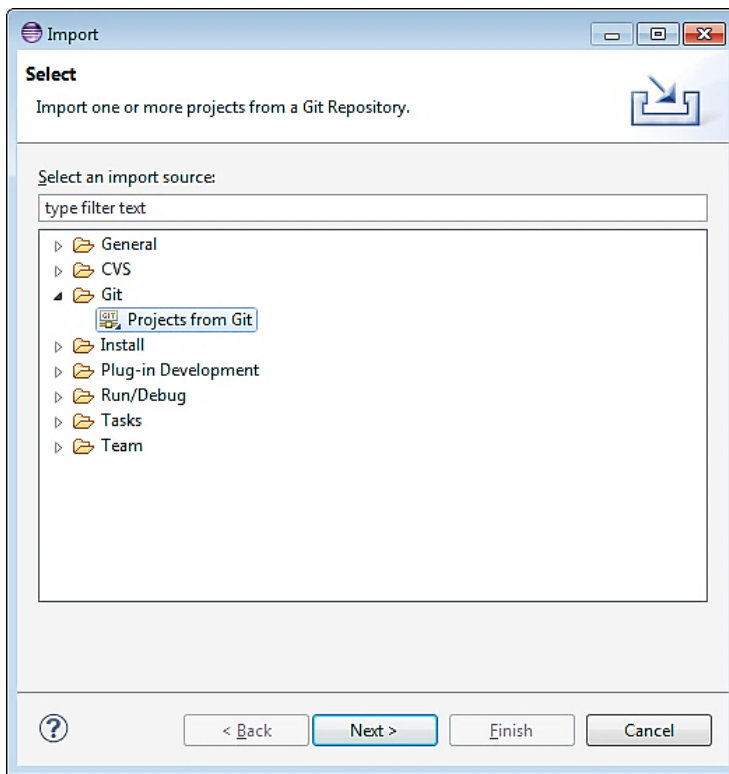 Import
Select
Import one or more projects from a Git Repository.
Select an import source:
type filter text
General
CVS
Git
GIT
Projects from Git
Install
Plug-in Development
Run/Debug
Tasks
Team
?
< Back
Next >
Finish
Cancel